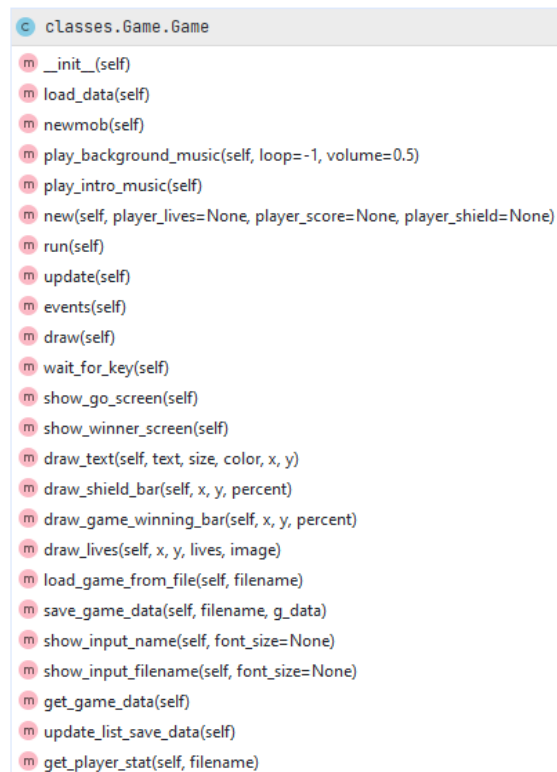 C classes.Game.Game
m __init__(self)
m load_data(self)
m newmob(self)
m play_background_music(self, loop=-1, volume=0.5)
m play_intro_music(self)
m new(self, player_lives=None, player_score=None, player_shield=None)
m run(self)
m update(self)
m events(self)
m draw(self)
m wait_for_key(self)
m show_go_screen(self)
m show_winner_screen(self)
m draw_text(self, text, size, color, x, y)
m draw_shield_bar(self, x, y, percent)
m draw_game_winning_bar(self, x, y, percent)
m draw_lives(self, x, y, lives, image)
m load_game_from_file(self, filename)
m save_game_data(self, filename, g_data)
m show_input_name(self, font_size=None)
m show_input_filename(self, font_size=None)
m get_game_data(self)
m update_list_save_data(self)
m get_player_stat(self, filename)